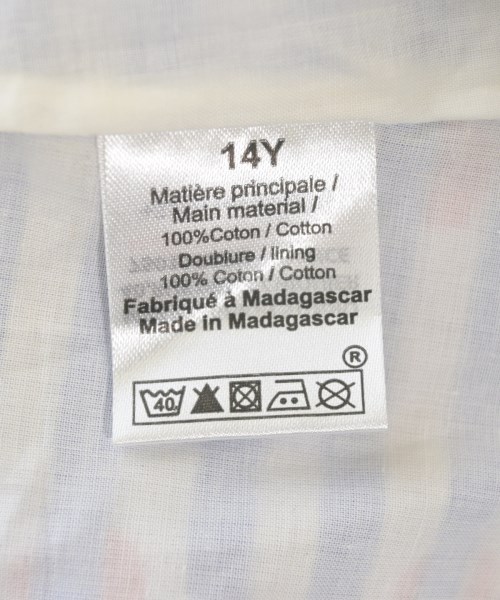 14Y
Matière principale /
Main material /
100%Coton / Cotton
Doublure / lining
100% Coton / Cotton
Fabriqué à Madagascar
Made in Madagascar
®
40